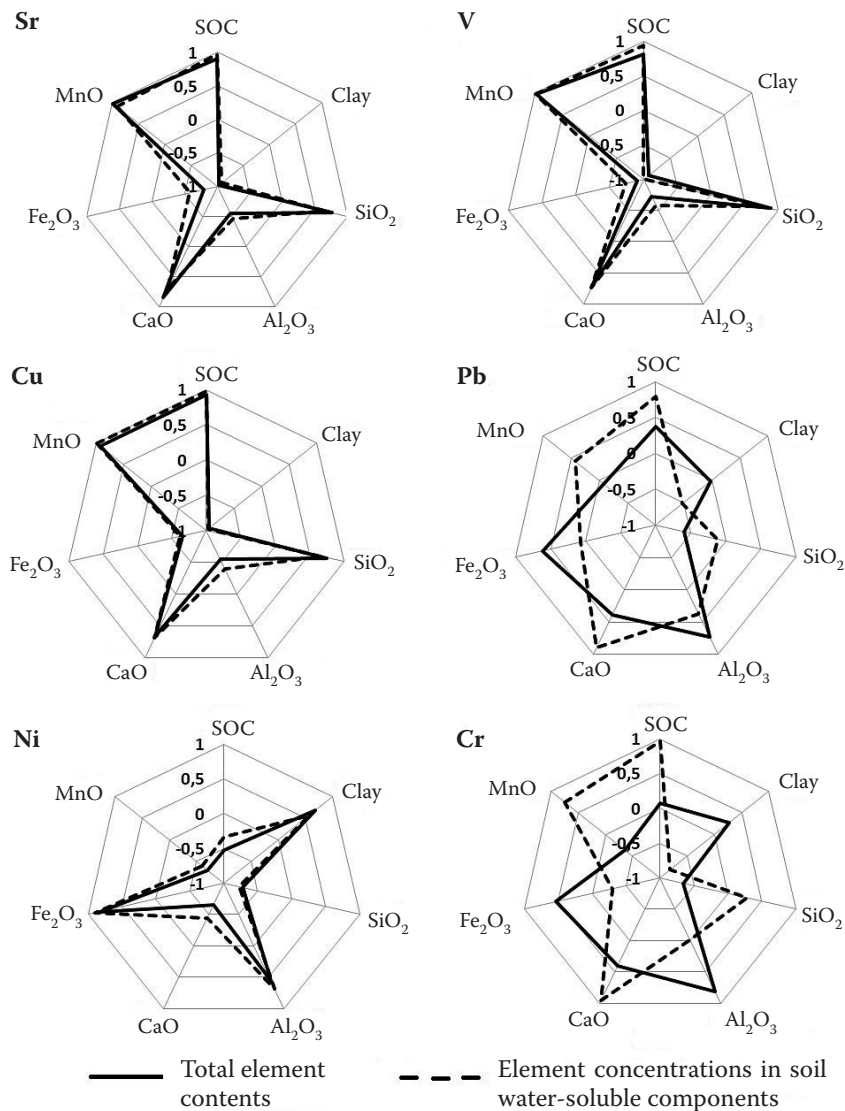 Sr
SOC
1
0,5
0
-0,5
-1
Clay
SiO₂
Al₂O₃
CaO
Fe₂O₃
MnO
V
SOC
1
0,5
0
0,5
-1
Clay
SiO₂
Al₂O₃
CaO
Fe₂O₃
MnO
Cu
SOC
1
0,5
0
-0,5
-1
Clay
SiO₂
Al₂O₃
CaO
Fe₂O₃
MnO
Pb
SOC
1
0,5
0
-0,5
-1
Clay
SiO₂
Al₂O₃
CaO
Fe₂O₃
MnO
Ni
SOC
1
0,5
0
-0,5
-1
Clay
SiO₂
Al₂O₃
CaO
Fe₂O₃
MnO
Cr
SOC
1
0,5
0
-0,5
-1
Clay
SiO₂
Al₂O₃
CaO
Fe₂O₃
MnO
Total element
contents
Element concentrations in soil
water-soluble components